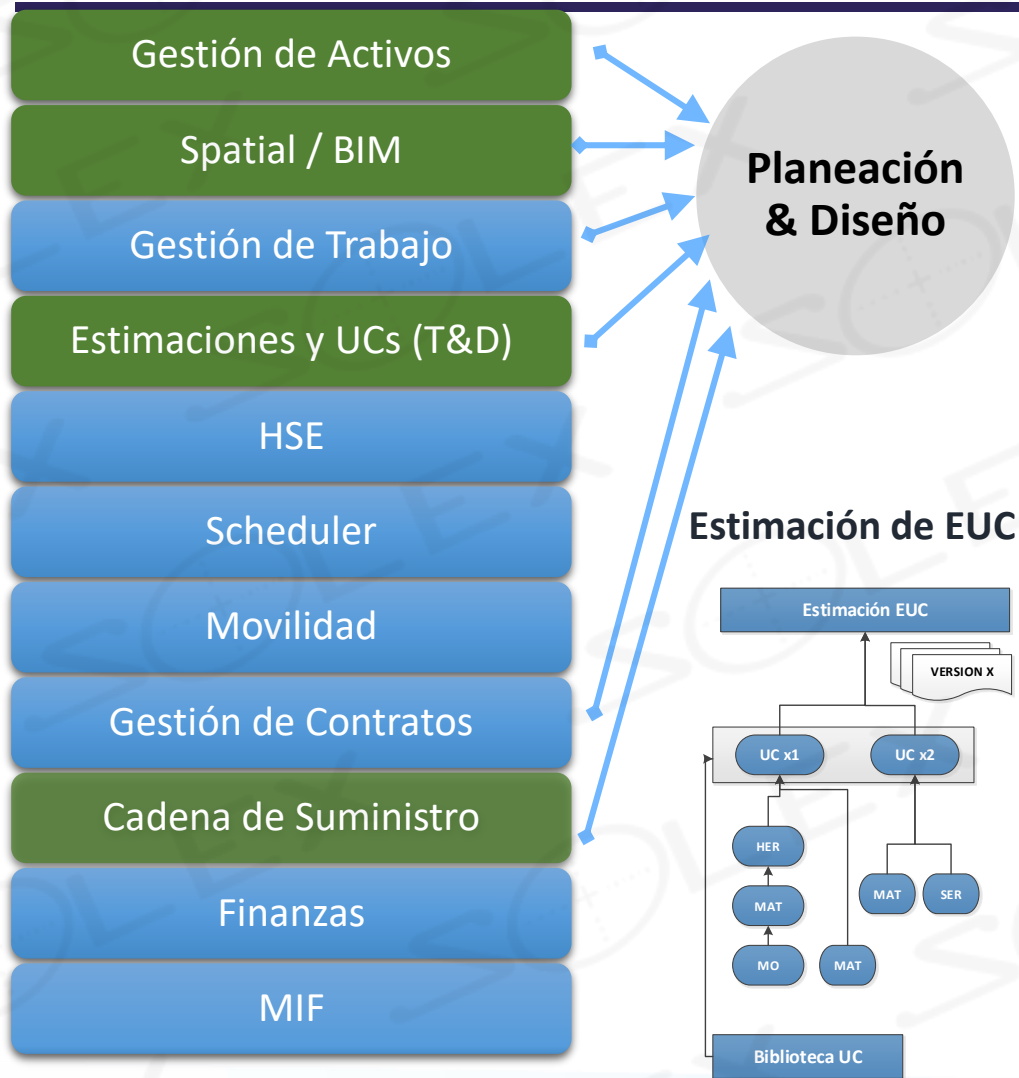 Gestión de Activos
Spatial / BIM
Gestión de Trabajo
Estimaciones y UCs (T&D)
HSE
Scheduler
Movilidad
Gestión de Contratos
Cadena de Suministro
Finanzas
MIF
Planeación
& Diseño
Estimación de EUC
Estimación EUC
VERSION X
UC x1
UC x2
HER
MAT
MAT
SER
MO
MAT
Biblioteca UC
SOLEX